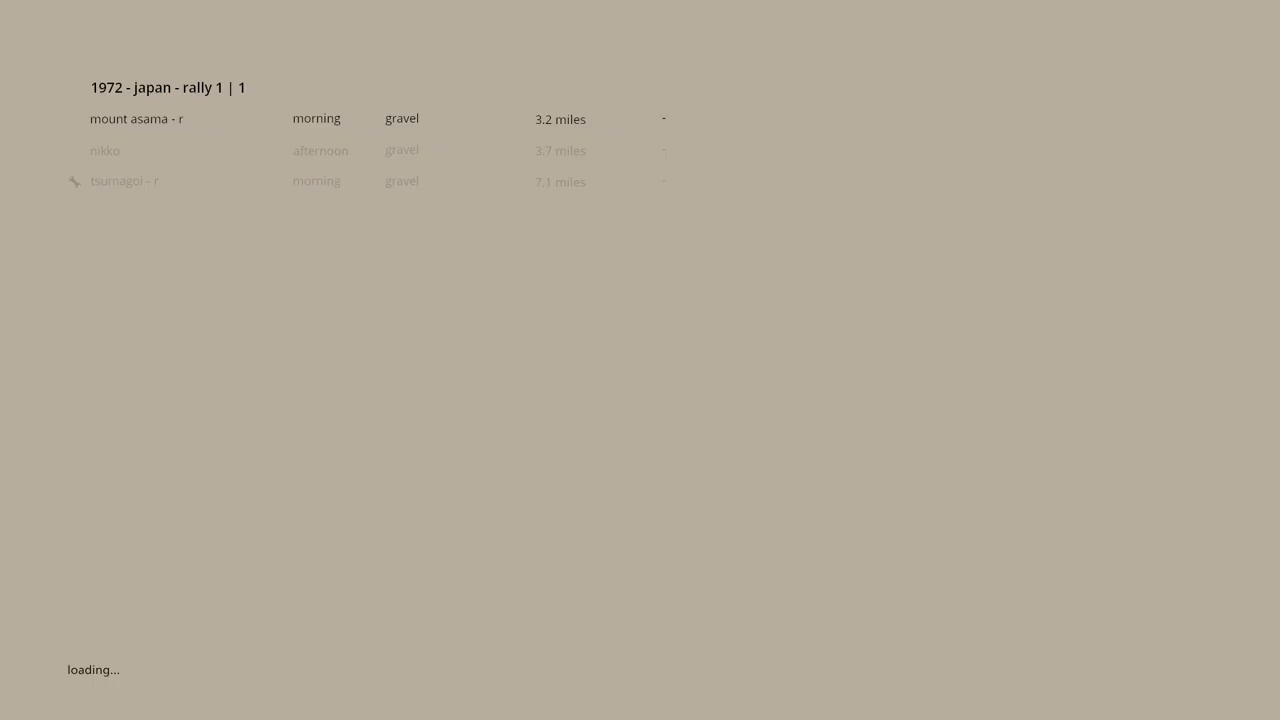 1972 - japan - rally 1 | 1
mount asama - r morning gravel 3.2 miles -
nikko afternoon gravel 3.7 miles -
tsumagoi - r morning gravel 7.1 miles -
loading...